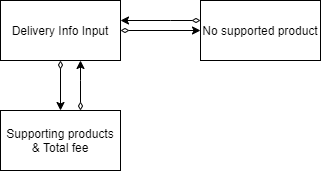 Delivery Info Input
No supported product
Supporting products
& Total fee